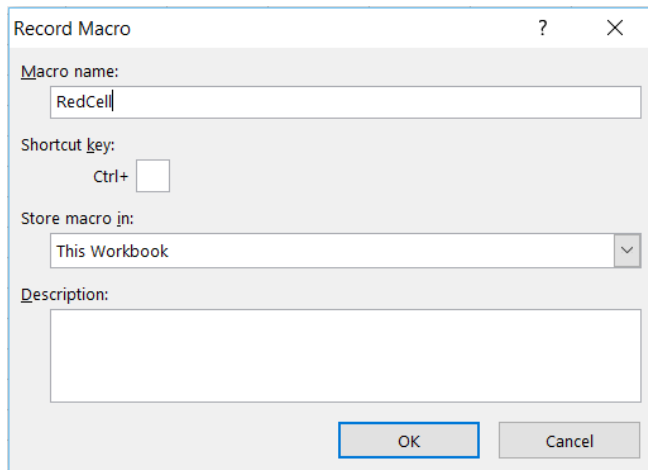 Record Macro ?
Macro name:
RedCell
Shortcut key:
Ctrl+
Store macro in:
This Workbook
Description:
OK Cancel